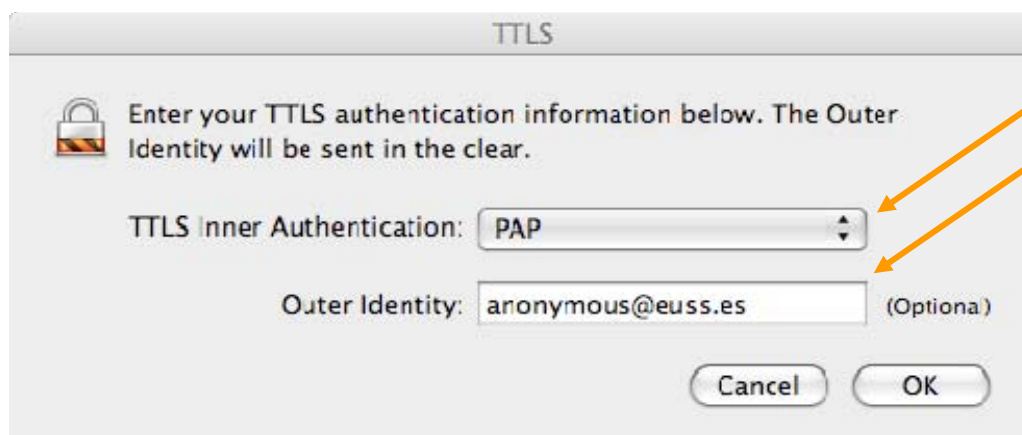 TTLS
Enter your TTLS authentication information below. The Outer
Identity will be sent in the clear.
TTLS Inner Authentication: PAP
Outer Identity: anonymous@euss.es (Optional)
Cancel OK